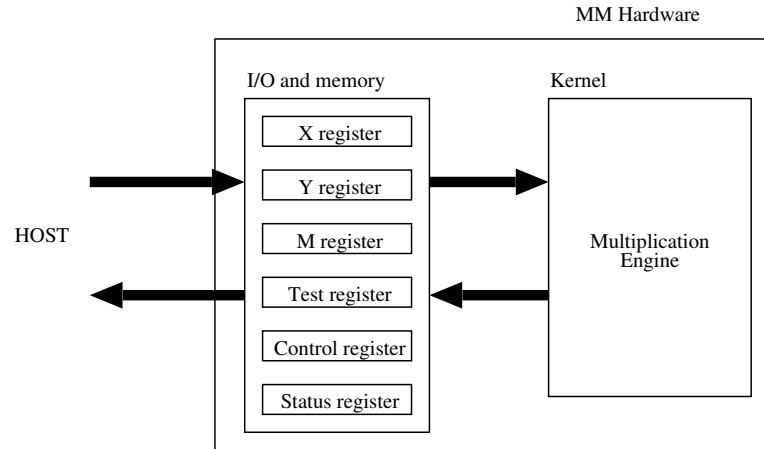 MM Hardware
I/O and memory
Kernel
X register
Y register
HOST
M register
Multiplication
Engine
Test register
Control register
Status register